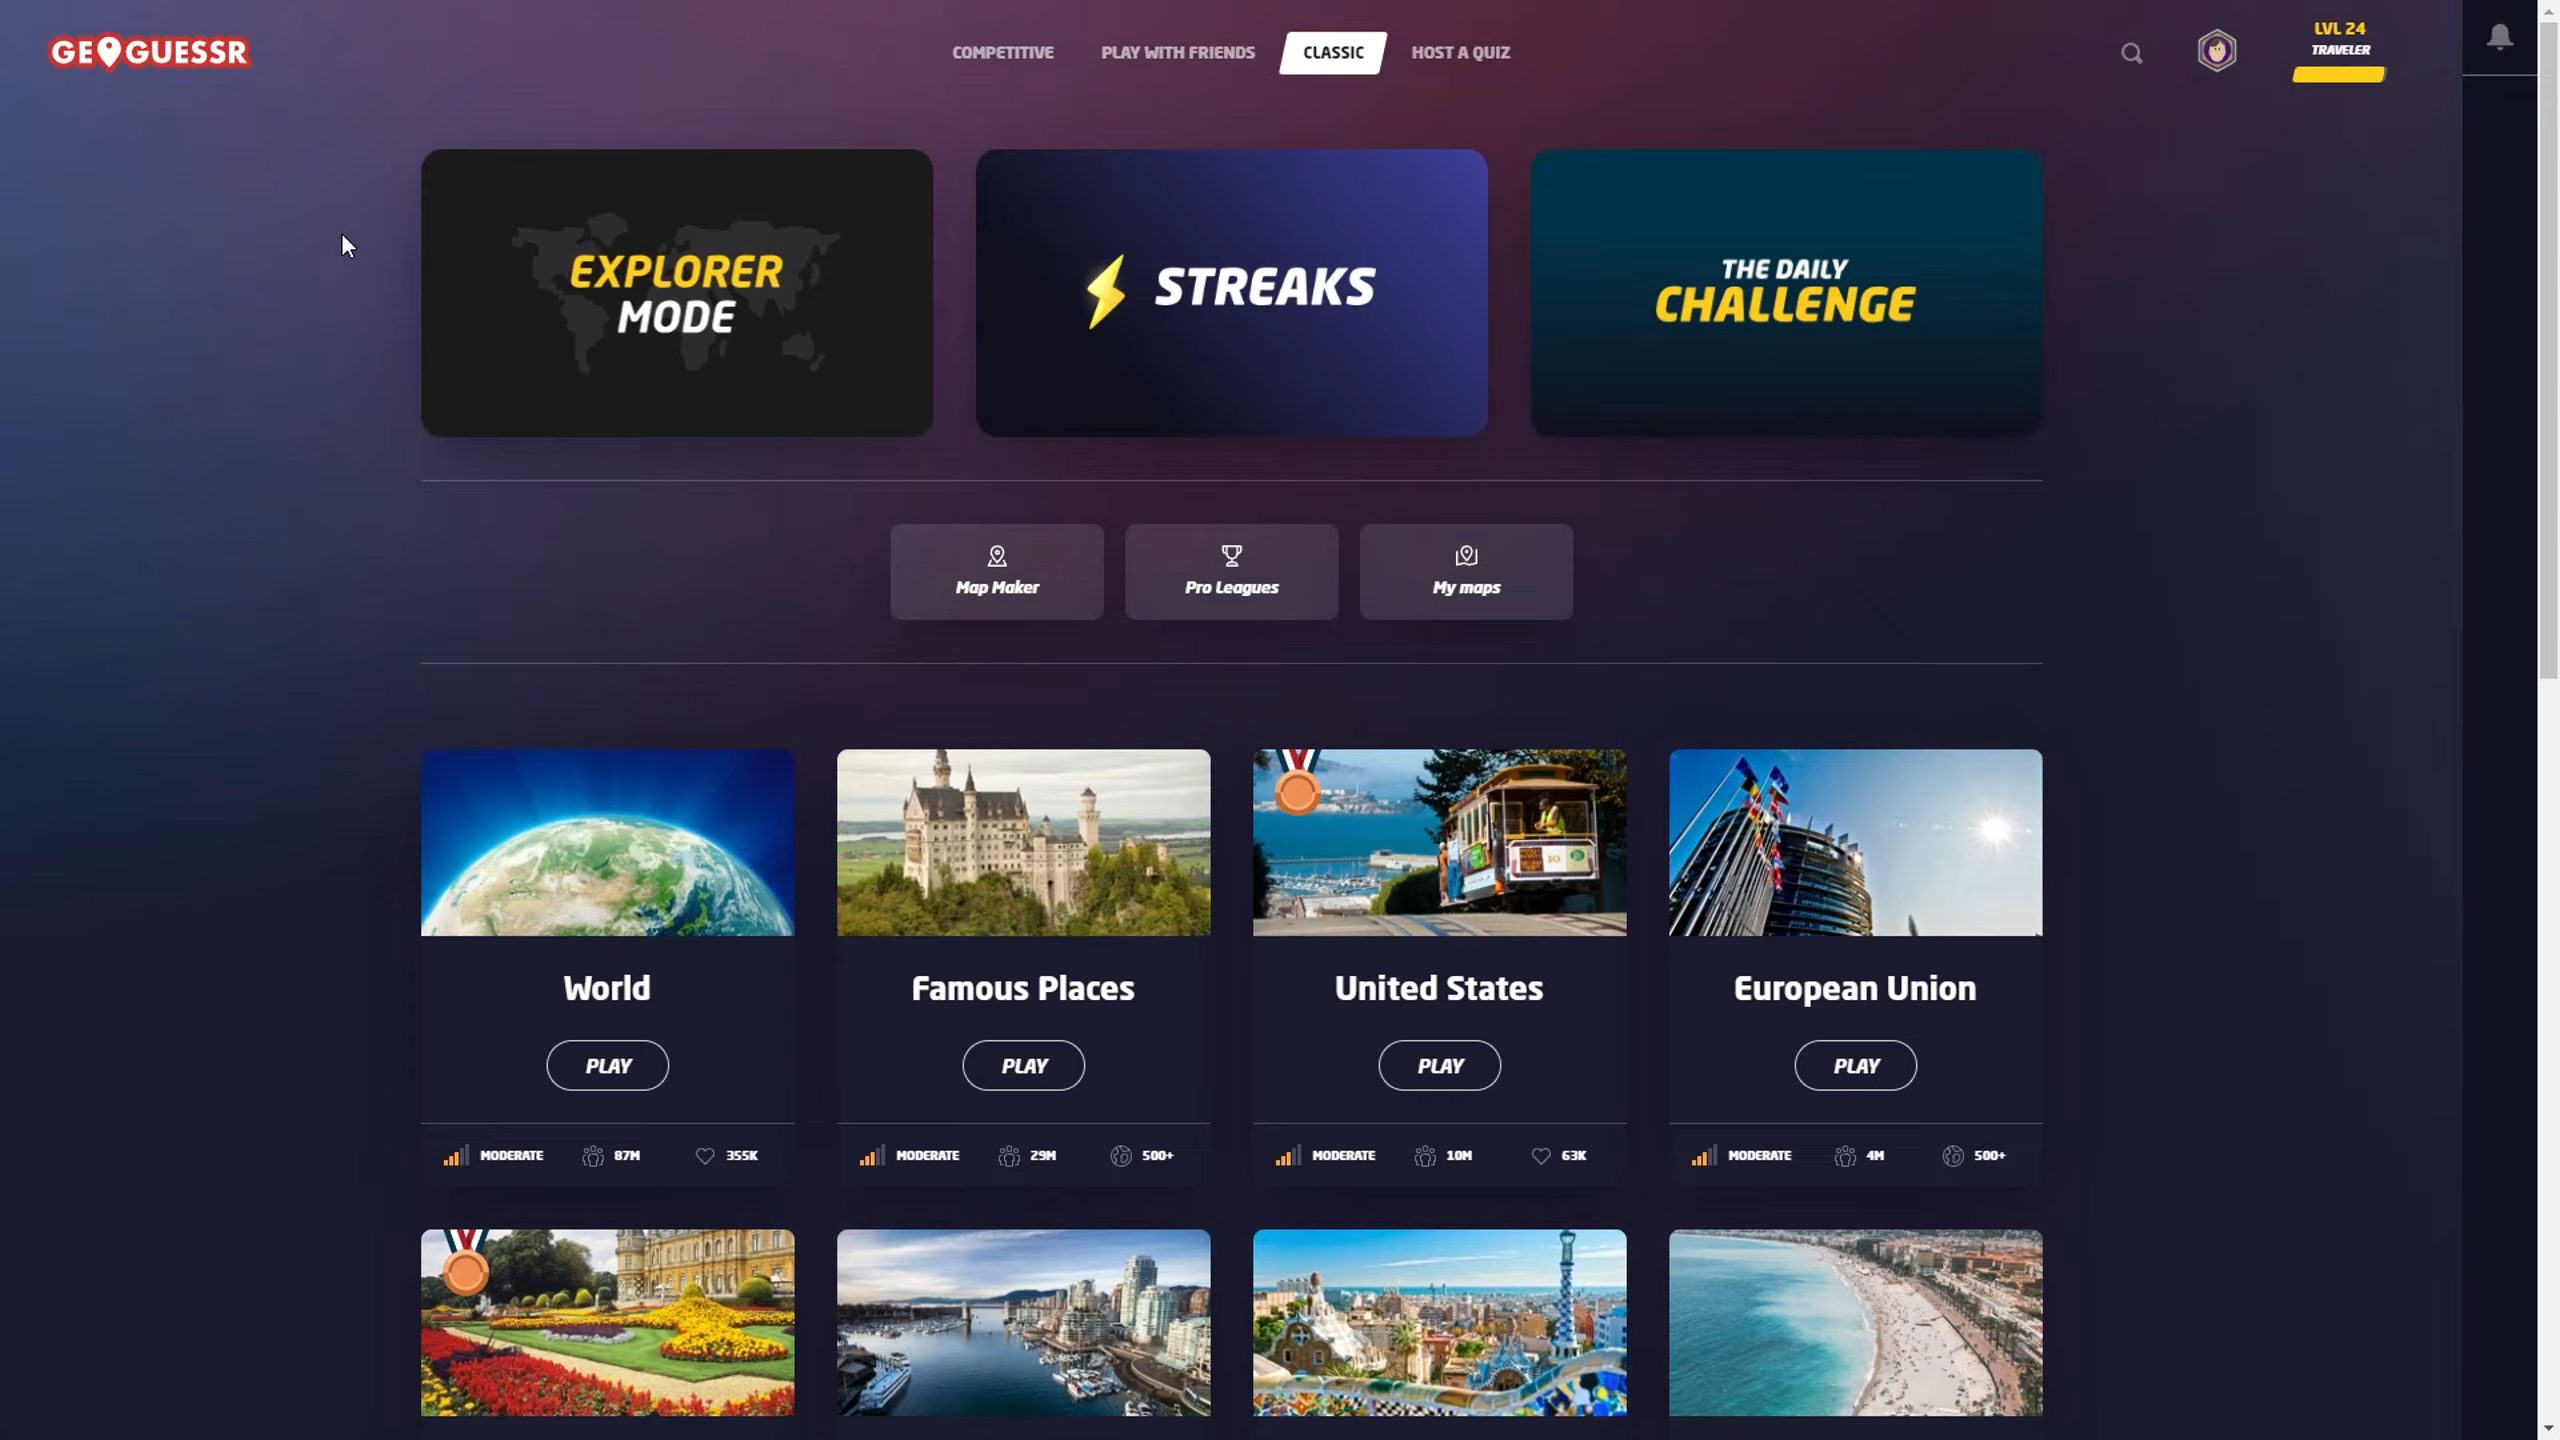 GEOGUESSR
COMPETITIVE
PLAY WITH FRIENDS
CLASSIC
HOST A QUIZ
LVL 24
TRAVELER
EXPLORER
MODE
STREAKS
THE DAILY
CHALLENGE
Map Maker
Pro Leagues
My maps
World
PLAY
MODERATE 87M 355K
Famous Places
PLAY
MODERATE 29M 500+
United States
PLAY
MODERATE 10M 63K
European Union
PLAY
MODERATE 4M 500+